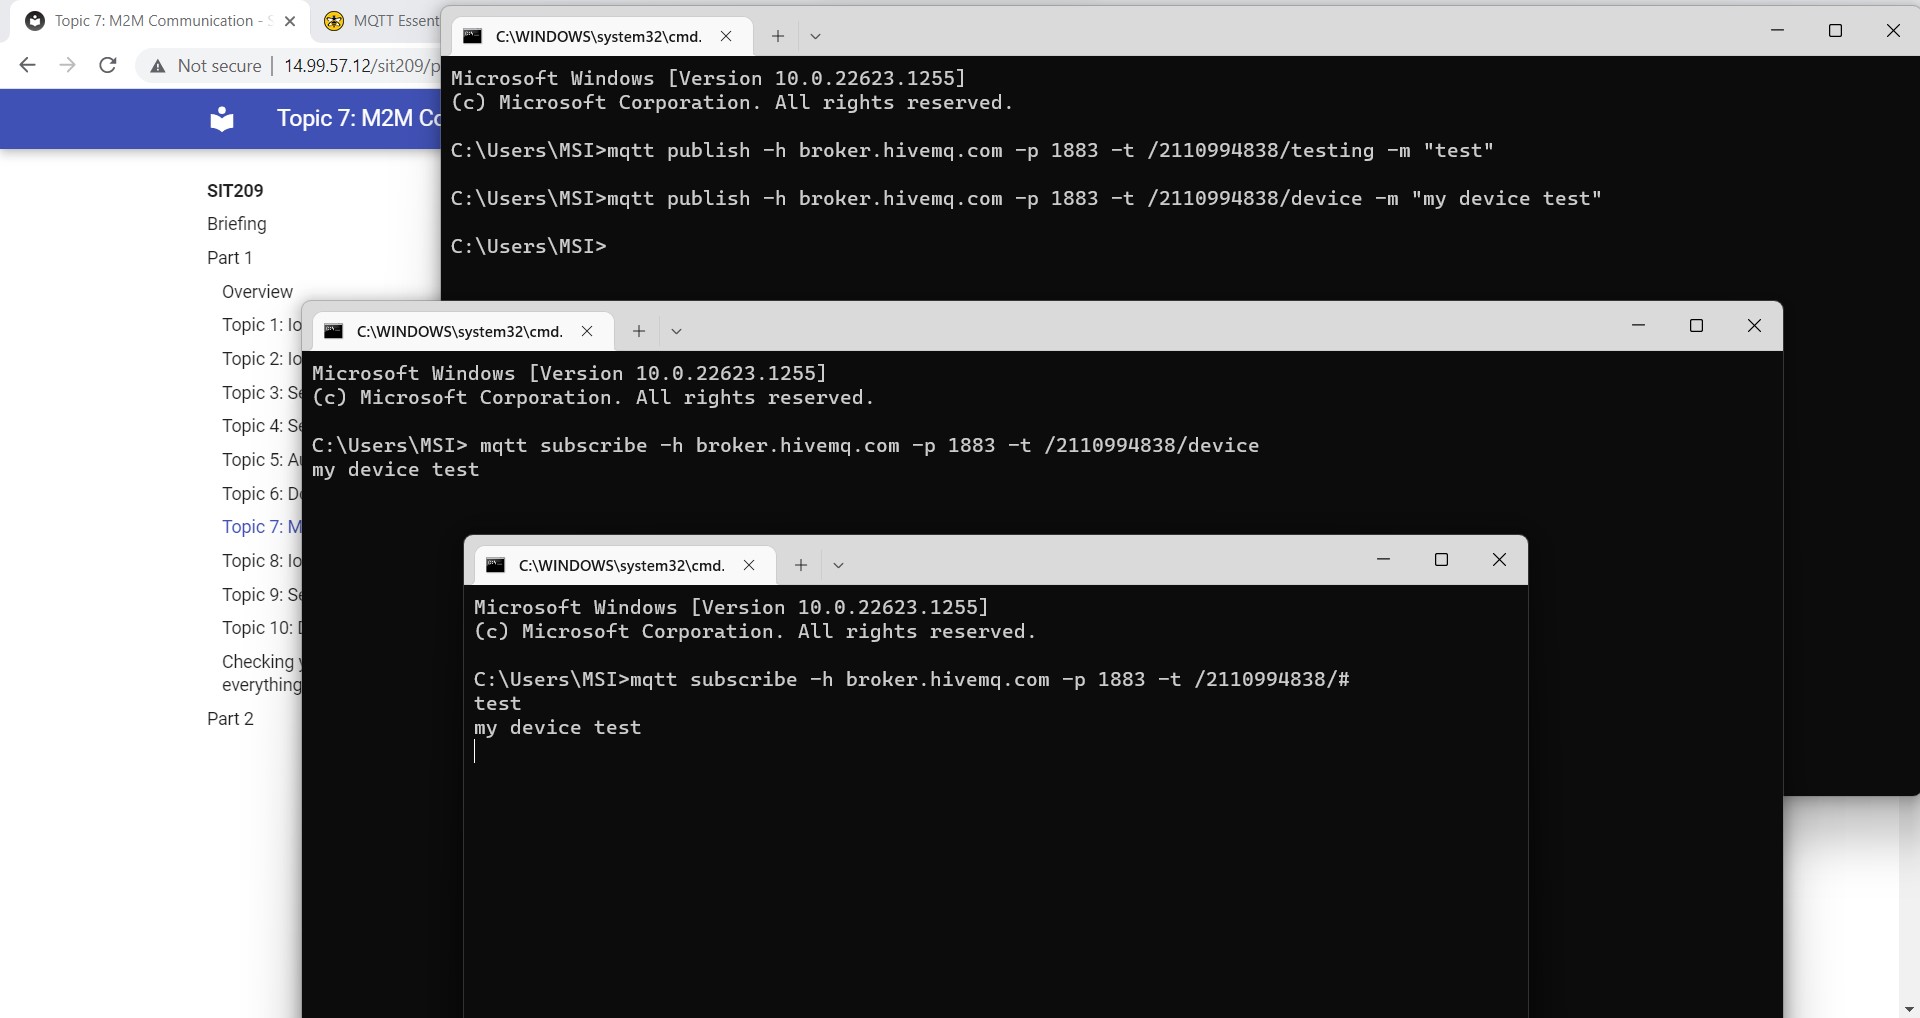 Topic 7: M2M Communication - S
MQTT Essent
Not secure
14.99.57.12/sit209/p
Topic 7: M2M Co
SIT209
Briefing
Part 1
Overview
Topic 1: Io
Topic 2: Io
Topic 3: Se
Topic 4: Se
Topic 5: Au
Topic 6: Do
Topic 7: M
Topic 8: Io
Topic 9: Se
Topic 10: D
Checking y
everything
Part 2
C:\WINDOWS\system32\cmd.
Microsoft Windows [Version 10.0.22623.1255]
(c) Microsoft Corporation. All rights reserved.
C:\Users\MSI>mqtt publish -h broker.hivemq.com -p 1883 -t /2110994838/testing -m "test"
C:\Users\MSI>mqtt publish -h broker.hivemq.com -p 1883 -t /2110994838/device -m "my device test"
C:\Users\MSI>
C:\WINDOWS\system32\cmd.
Microsoft Windows [Version 10.0.22623.1255]
(c) Microsoft Corporation. All rights reserved.
C:\Users\MSI> mqtt subscribe -h broker.hivemq.com -p 1883 -t /2110994838/device
my device test
C:\WINDOWS\system32\cmd.
Microsoft Windows [Version 10.0.22623.1255]
(c) Microsoft Corporation. All rights reserved.
C:\Users\MSI>mqtt subscribe -h broker.hivemq.com -p 1883 -t /2110994838/#
test
my device test